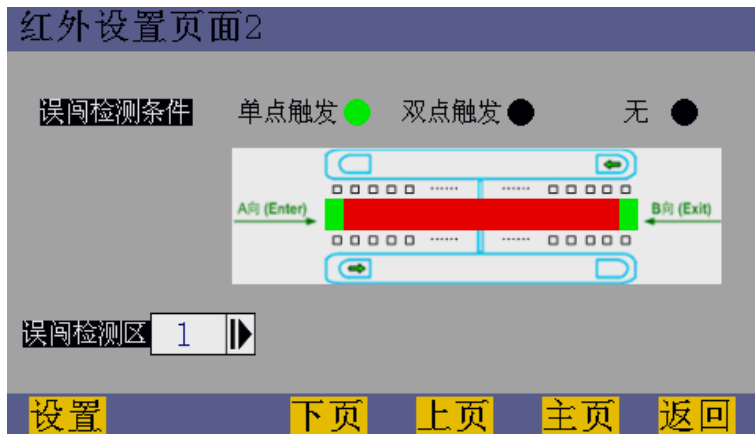 红外设置页面2
误闯检测条件 单点触发 双点触发 无
A向 (Enter) B向 (Exit)
误闯检测区 1
设置 下页 上页 主页 返回